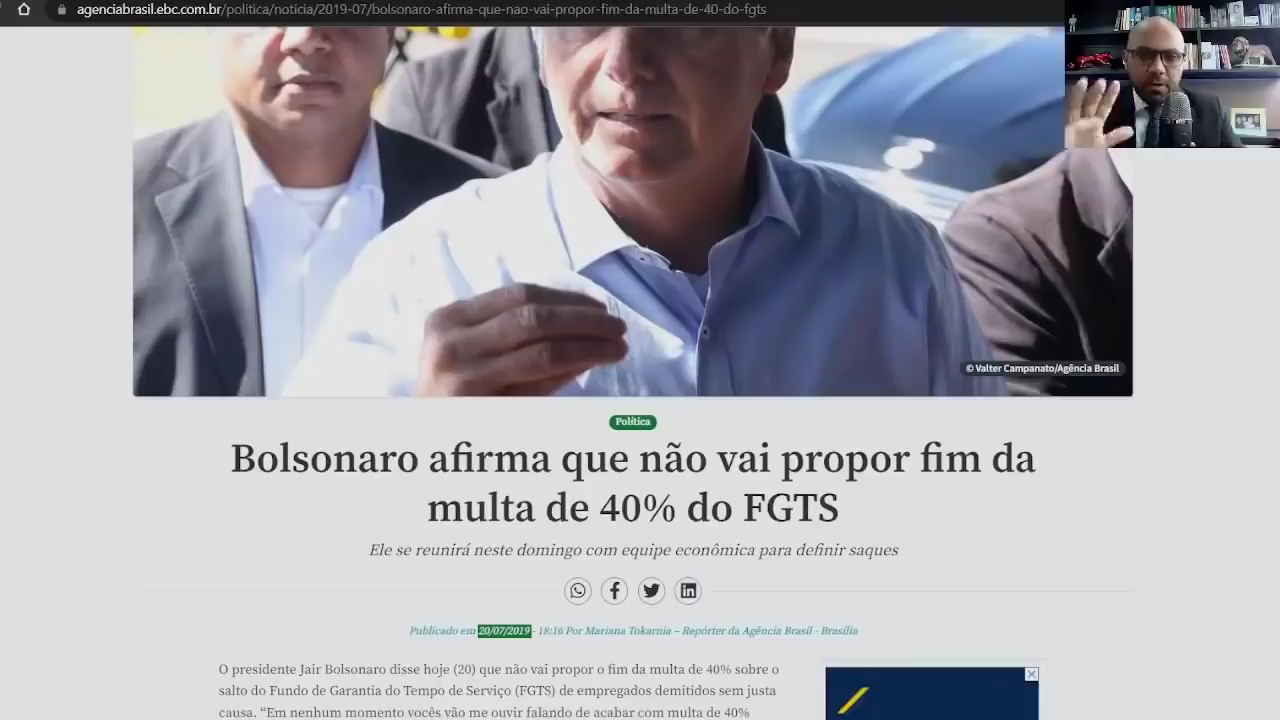 agenciabrasil.ebc.com.br/politica/noticia/2019-07/bolsonaro-afirma-que-nao-vai-propor-fim-da-multa-de-40-do-fgts
© Valter Campanato/Agência Brasil
Política
Bolsonaro afirma que não vai propor fim da
multa de 40% do FGTS
Ele se reunirá neste domingo com equipe econômica para definir saques
Publicado em 20/07/2019 - 18:16 Por Mariana Tokarnia – Repórter da Agência Brasil - Brasília
O presidente Jair Bolsonaro disse hoje (20) que não vai propor o fim da multa de 40% sobre o
salto do Fundo de Garantia do Tempo de Serviço (FGTS) de empregados demitidos sem justa
causa. “Em nenhum momento vocês vão me ouvir falando de acabar com multa de 40%